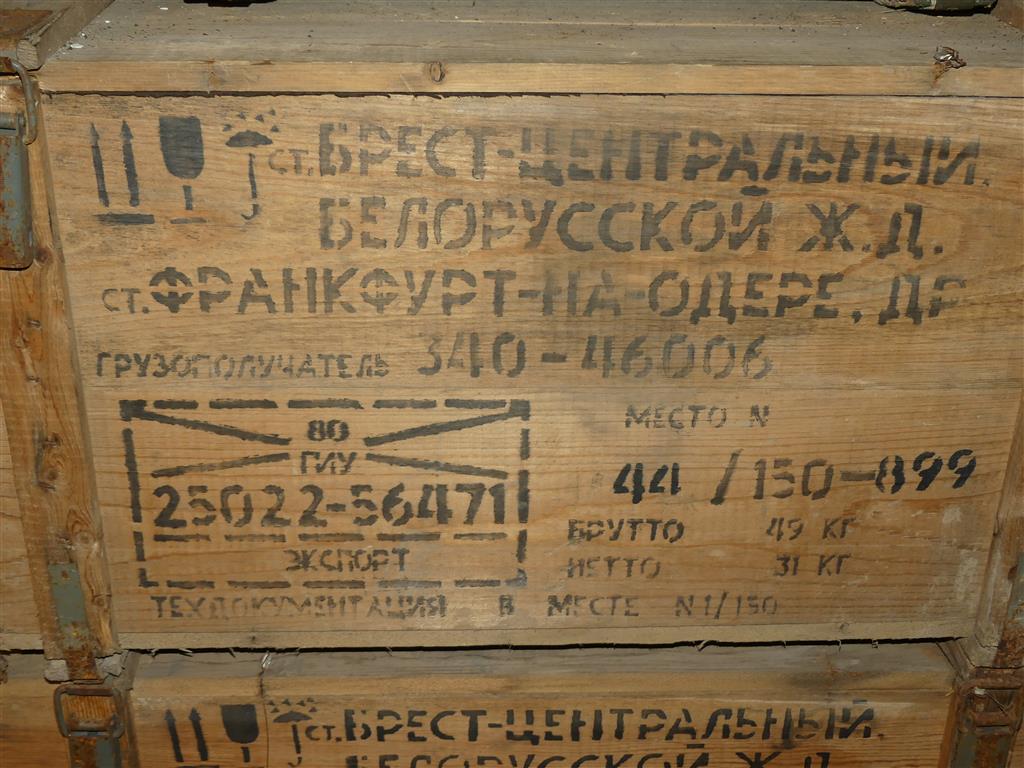 ст. БРЕСТ-ЦЕНТРАЛЬНЫЙ.
БЕЛОРУССКОЙ Ж.Д.
ст. ФРАНКФУРТ-НА-ОДЕРЕ, ДР
ГРУЗОПОЛУЧАТЕЛЬ 340-46006
80
ГИУ
25022-56471
ЭКСПОРТ
МЕСТО N
44/150-899
БРУТТО 49 КГ
НЕТТО 31 КГ
ТЕХДОКУМЕНТАЦИЯ В МЕСТЕ N1/150
ст. БРЕСТ-ЦЕНТРАЛЬНЫЙ.
БЕЛОРУССКОЙ Ж.Д.